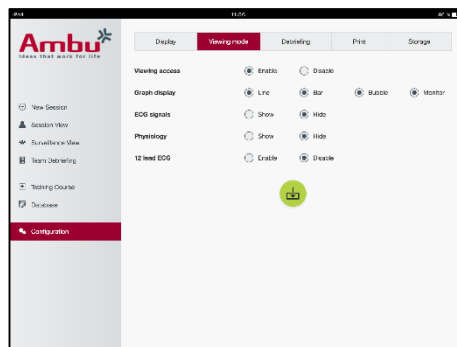 iPad 11:56
Ambu
Ideas that work for life
Display Viewing mode Debriefing Print Storage
Viewing access Enable Disable
Graph display Line Bar Bubble Monitor
ECG signals Show Hide
Physiology Show Hide
12 lead ECG Enable Disable
New Session
Session View
Surveillance View
Team Debriefing
Training Course
Database
Configuration